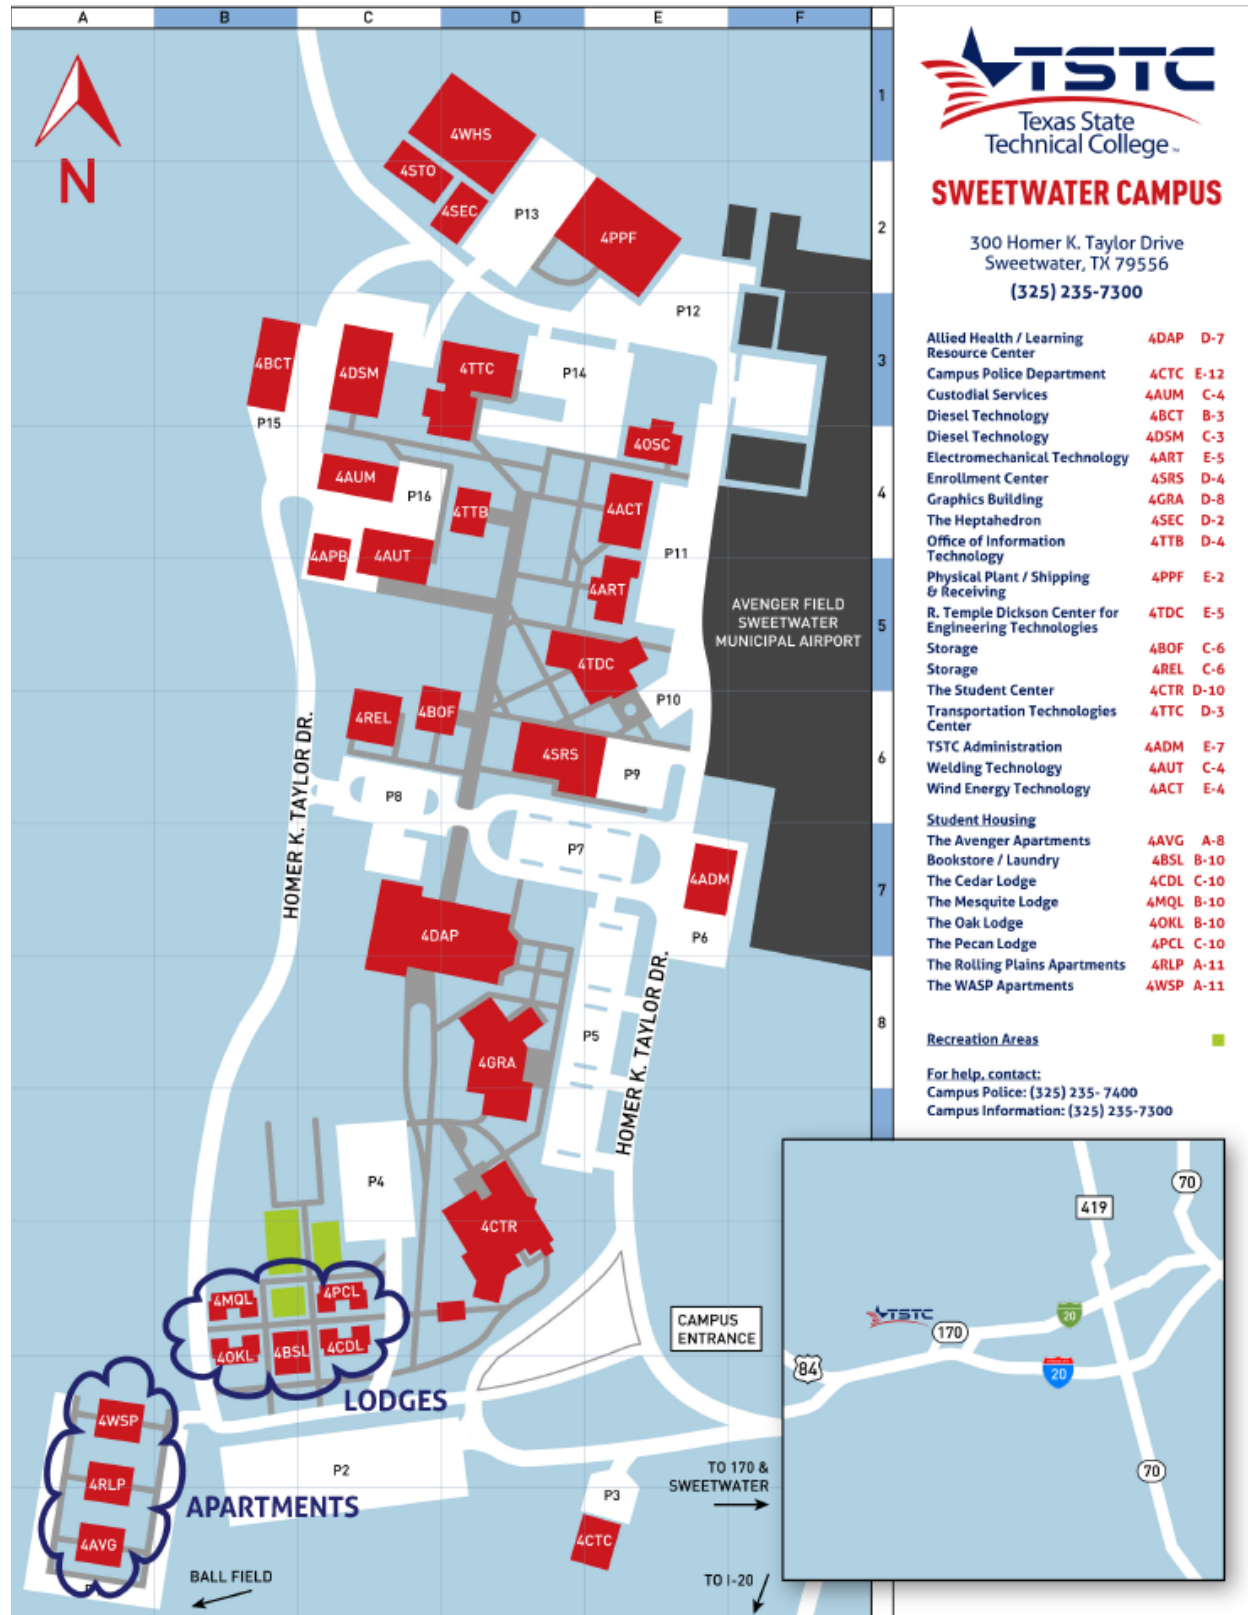 A B C D E F
1
2
3
4
5
6
7
8
N
4WHS
4STO
4SEC
P13
4PPF
P12
4BCT
4DSM
4TTC
P14
P15
4OSC
4AUM
P16
4TTB
4ACT
4APB
4AUT
P11
4ART
AVENGER FIELD
SWEETWATER
MUNICIPAL AIRPORT
4TDC
P10
4REL
4BOF
4SRS
P9
HOMER K. TAYLOR DR.
P8
P7
4ADM
4DAP
P6
HOMER K. TAYLOR DR.
P5
4GRA
P4
4CTR
4MQL
4PCL
4OKL
4BSL
4CDL
CAMPUS
ENTRANCE
LODGES
4WSP
4RLP
4AVG
APARTMENTS
P2
P3
4CTC
TO 170 &
SWEETWATER
BALL FIELD
TO I-20
TSTC
Texas State
Technical College™
SWEETWATER CAMPUS
300 Homer K. Taylor Drive
Sweetwater, TX 79556
(325) 235-7300
Allied Health / Learning 4DAP D-7
Resource Center
Campus Police Department 4CTC E-12
Custodial Services 4AUM C-4
Diesel Technology 4BCT B-3
Diesel Technology 4DSM C-3
Electromechanical Technology 4ART E-5
Enrollment Center 4SRS D-4
Graphics Building 4GRA D-8
The Heptahedron 4SEC D-2
Office of Information 4TTB D-4
Technology
Physical Plant / Shipping 4PPF E-2
& Receiving
R. Temple Dickson Center for 4TDC E-5
Engineering Technologies
Storage 4BOF C-6
Storage 4REL C-6
The Student Center 4CTR D-10
Transportation Technologies 4TTC D-3
Center
TSTC Administration 4ADM E-7
Welding Technology 4AUT C-4
Wind Energy Technology 4ACT E-4
Student Housing
The Avenger Apartments 4AVG A-8
Bookstore / Laundry 4BSL B-10
The Cedar Lodge 4CDL C-10
The Mesquite Lodge 4MQL B-10
The Oak Lodge 4OKL B-10
The Pecan Lodge 4PCL C-10
The Rolling Plains Apartments 4RLP A-11
The WASP Apartments 4WSP A-11
Recreation Areas
For help, contact:
Campus Police: (325) 235- 7400
Campus Information: (325) 235-7300
70
419
TSTC
20
170
84
20
70